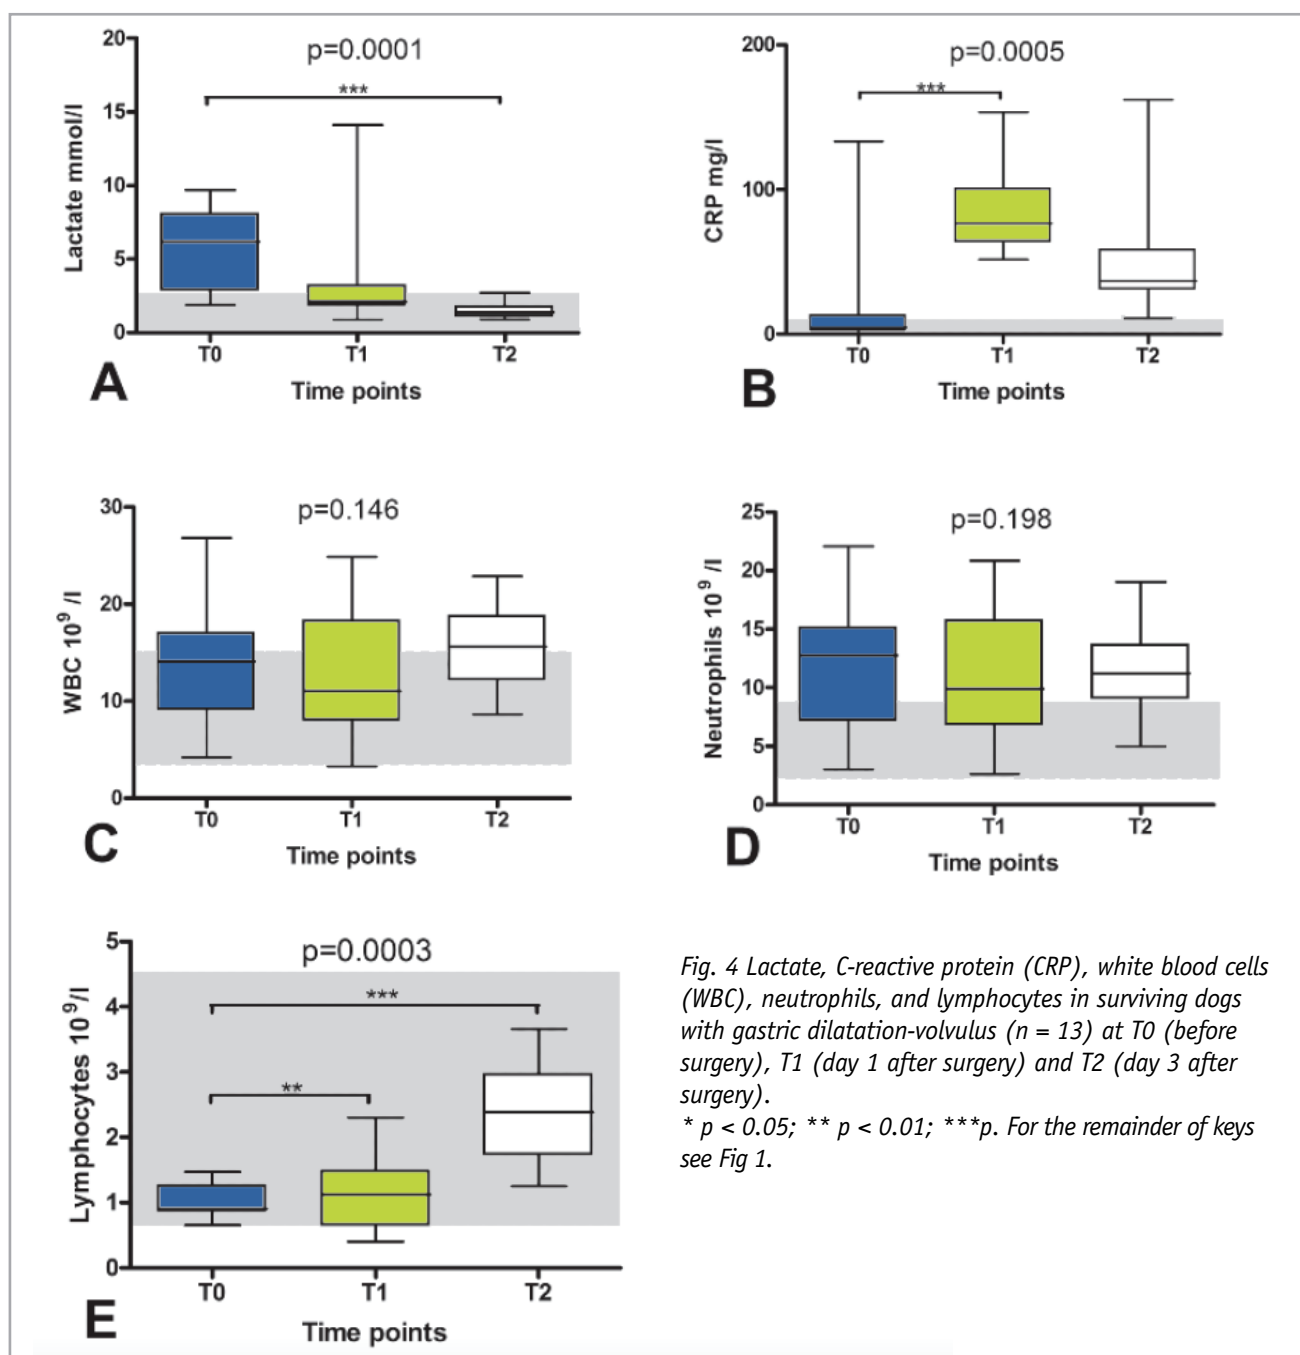 p=0.0001
***
Lactate mmol/l
20
15
10
5
0
T0 T1 T2
Time points
A
p=0.0005
***
CRP mg/l
200
100
0
T0 T1 T2
Time points
B
p=0.146
WBC 10⁹ /l
30
20
10
0
T0 T1 T2
Time points
C
p=0.198
Neutrophils 10⁹ /l
25
20
15
10
5
0
T0 T1 T2
Time points
D
p=0.0003
***
**
Lymphocytes 10⁹/l
5
4
3
2
1
0
T0 T1 T2
Time points
E
Fig. 4 Lactate, C-reactive protein (CRP), white blood cells
(WBC), neutrophils, and lymphocytes in surviving dogs
with gastric dilatation-volvulus (n = 13) at T0 (before
surgery), T1 (day 1 after surgery) and T2 (day 3 after
surgery).
* p < 0.05; ** p < 0.01; ***p. For the remainder of keys
see Fig 1.